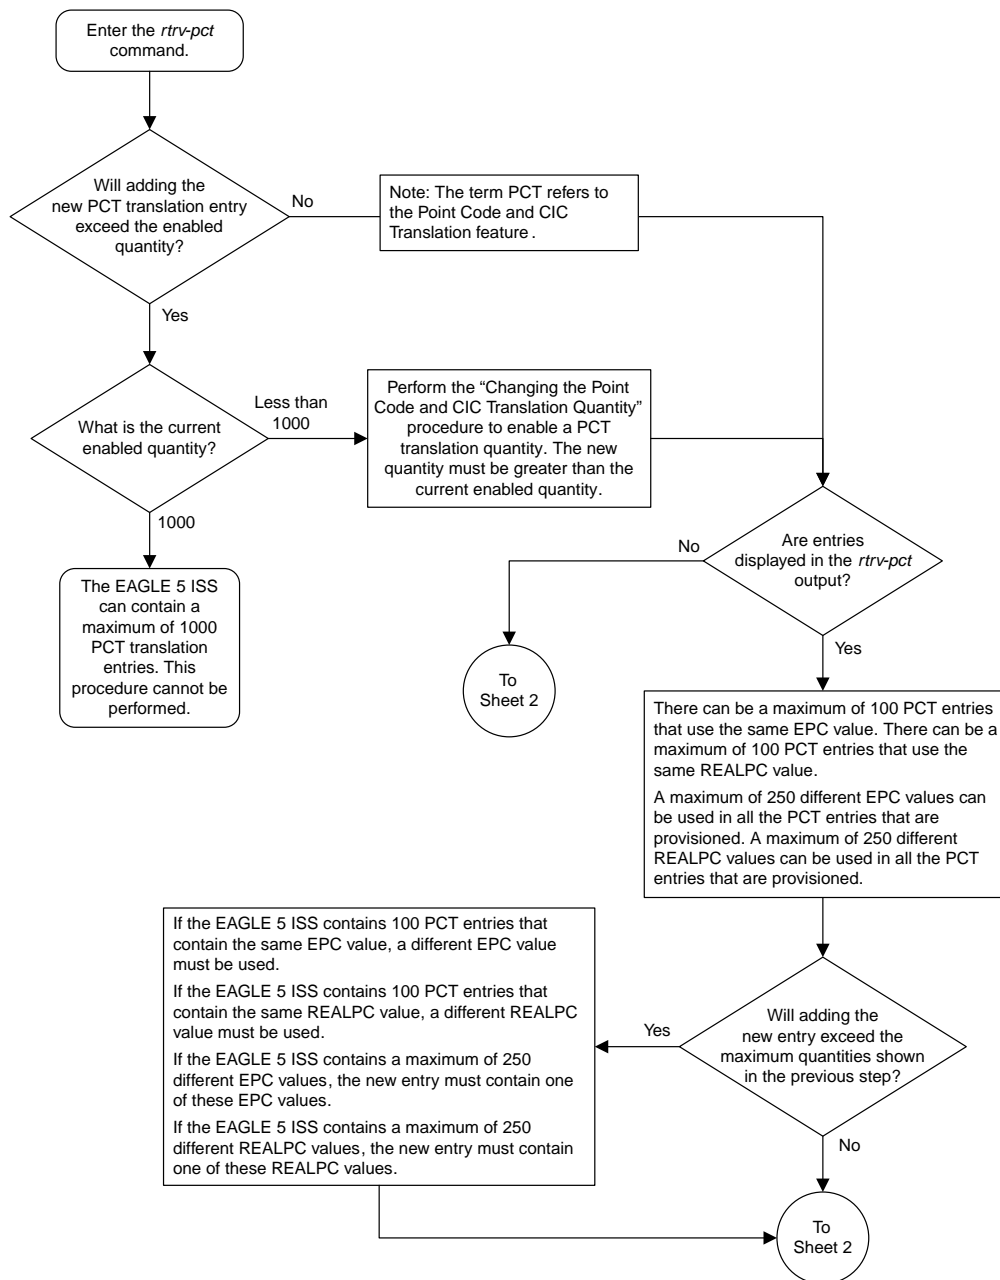 Enter the rtrv-pct
command.
Will adding the
new PCT translation entry
exceed the enabled
quantity?
No
Note: The term PCT refers to
the Point Code and CIC
Translation feature .
Yes
What is the current
enabled quantity?
Less than
1000
Perform the “Changing the Point
Code and CIC Translation Quantity”
procedure to enable a PCT
translation quantity. The new
quantity must be greater than the
current enabled quantity.
1000
The EAGLE 5 ISS
can contain a
maximum of 1000
PCT translation
entries. This
procedure cannot be
performed.
Are entries
displayed in the rtrv-pct
output?
No
To
Sheet 2
Yes
There can be a maximum of 100 PCT entries
that use the same EPC value. There can be a
maximum of 100 PCT entries that use the
same REALPC value.
A maximum of 250 different EPC values can
be used in all the PCT entries that are
provisioned. A maximum of 250 different
REALPC values can be used in all the PCT
entries that are provisioned.
Will adding the
new entry exceed the
maximum quantities shown
in the previous step?
Yes
If the EAGLE 5 ISS contains 100 PCT entries that
contain the same EPC value, a different EPC value
must be used.
If the EAGLE 5 ISS contains 100 PCT entries that
contain the same REALPC value, a different REALPC
value must be used.
If the EAGLE 5 ISS contains a maximum of 250
different EPC values, the new entry must contain one
of these EPC values.
If the EAGLE 5 ISS contains a maximum of 250
different REALPC values, the new entry must contain
one of these REALPC values.
No
To
Sheet 2